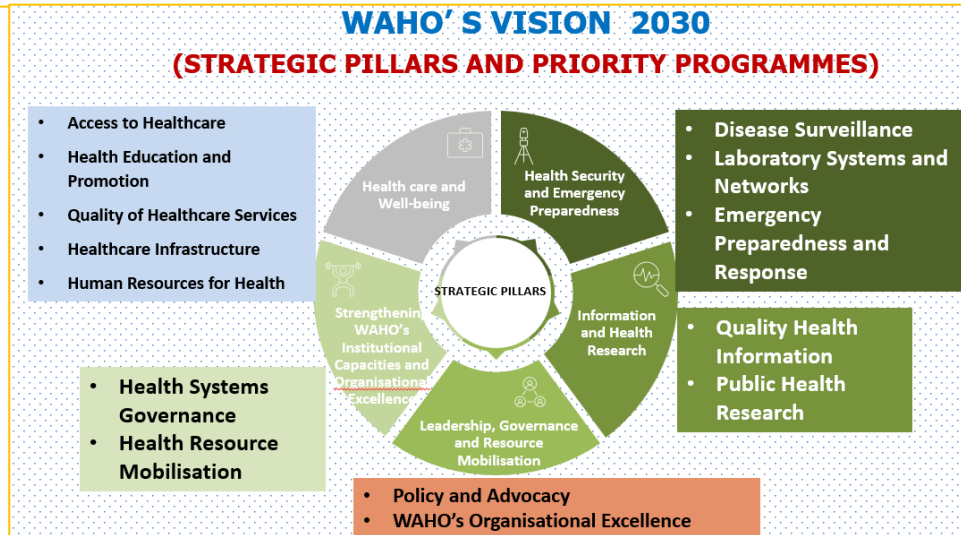 WAHO' S VISION 2030
(STRATEGIC PILLARS AND PRIORITY PROGRAMMES)
• Access to Healthcare
• Health Education and
Promotion
• Quality of Healthcare Services
• Healthcare Infrastructure
• Human Resources for Health
Health care and
Well-being
Health Security
and Emergency
Preparedness
• Disease Surveillance
• Laboratory Systems and
Networks
• Emergency
Preparedness and
Response
STRATEGIC PILLARS
Strengthening
WAHO's
Institutional
Capacities and
Organisational
Excellence
Information
and Health
Research
• Quality Health
Information
• Public Health
Research
• Health Systems
Governance
• Health Resource
Mobilisation
Leadership, Governance
and Resource
Mobilisation
• Policy and Advocacy
• WAHO's Organisational Excellence